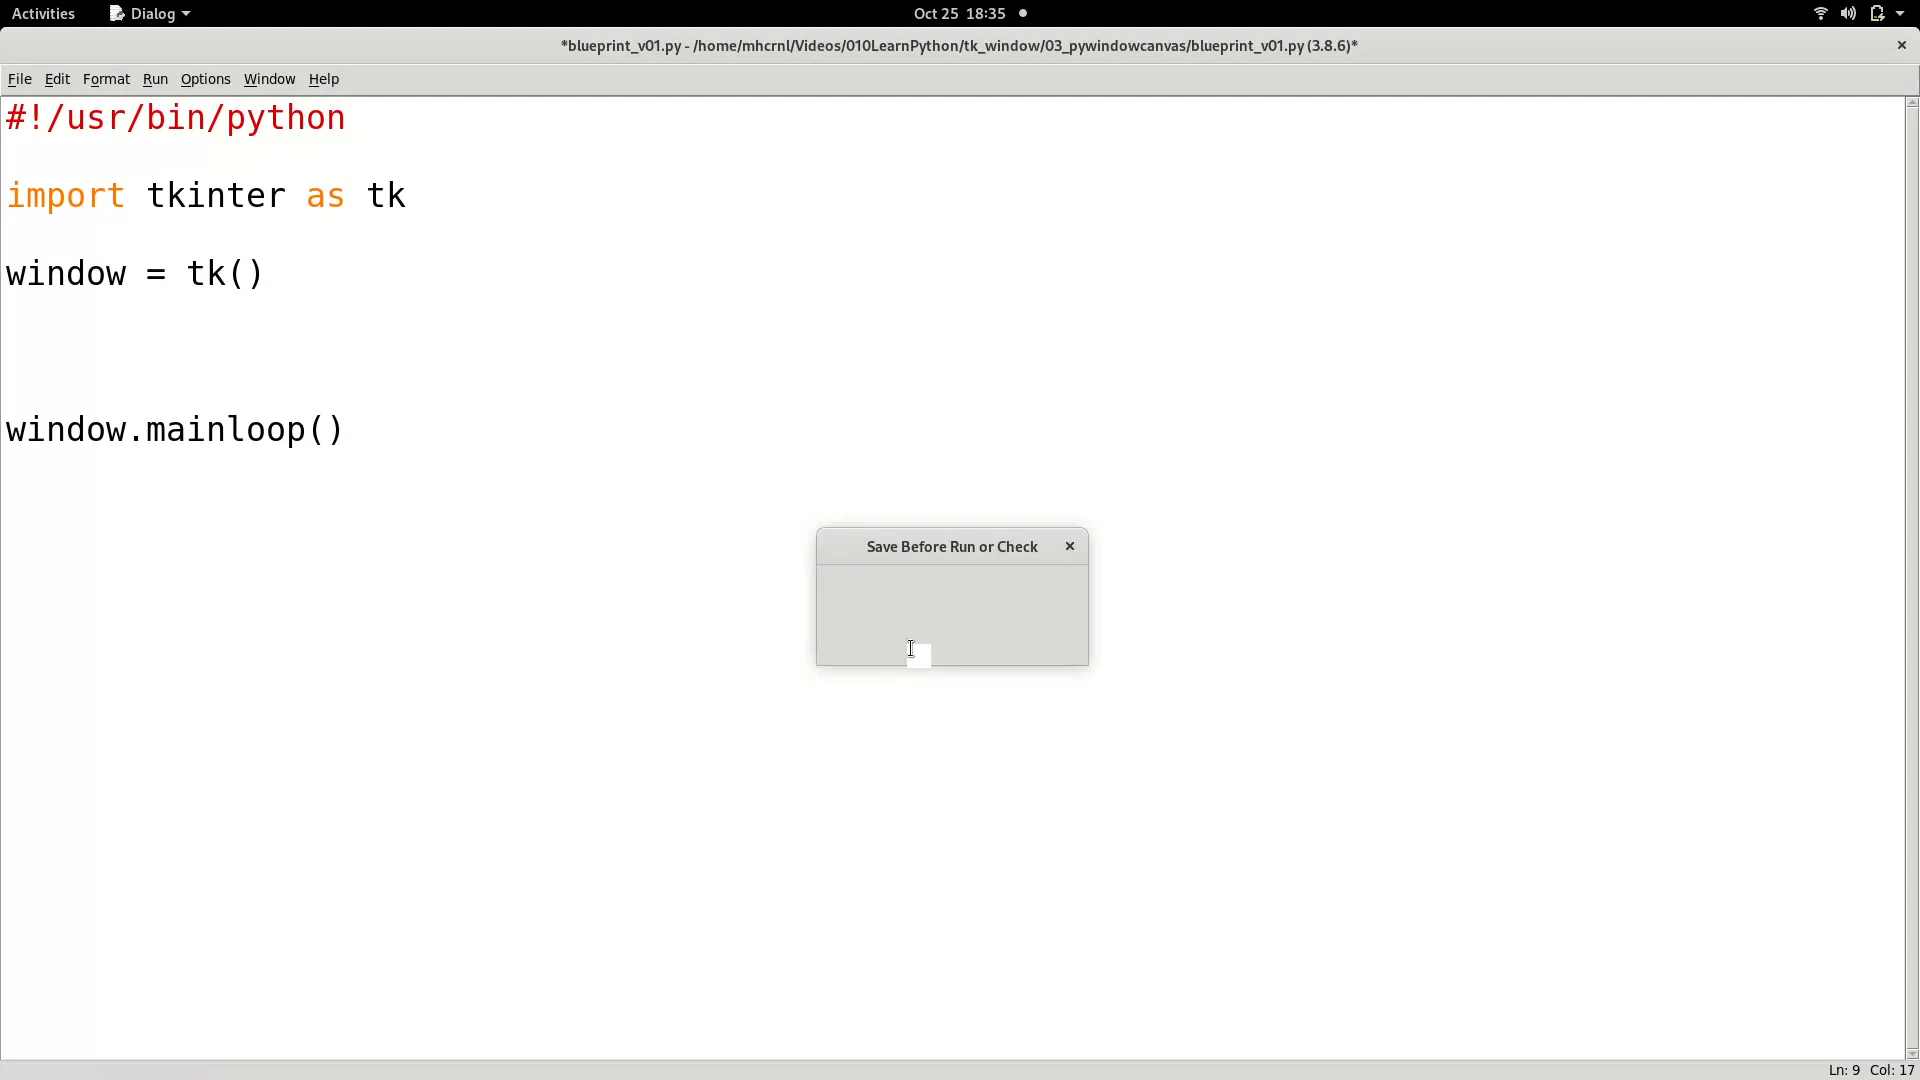 Activities Dialog Oct 25 18:35
*blueprint_v01.py - /home/mhcrnl/Videos/010LearnPython/tk_window/03_pywindowcanvas/blueprint_v01.py (3.8.6)*
File Edit Format Run Options Window Help
#!/usr/bin/python
import tkinter as tk
window = tk()
window.mainloop()
Save Before Run or Check
Ln: 9 Col: 17